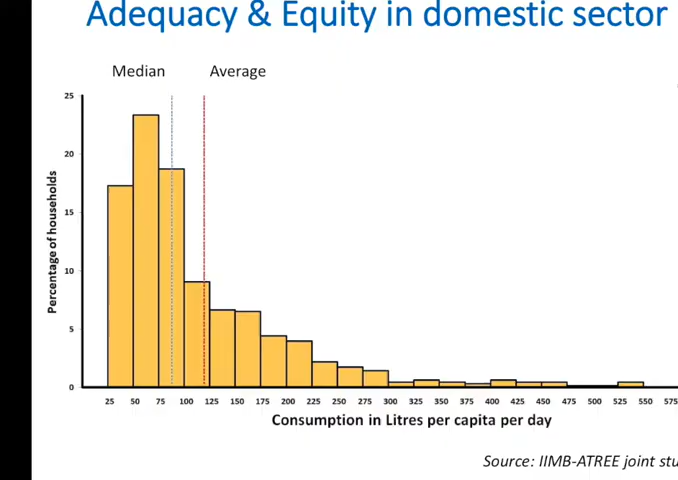 Adequacy & Equity in domestic sector
Median Average
25
20
15
10
5
0
Percentage of households
25 50 75 100 125 150 175 200 225 250 275 300 325 350 375 400 425 450 475 500 525 550 575
Consumption in Litres per capita per day
Source: IIMB-ATREE joint stu